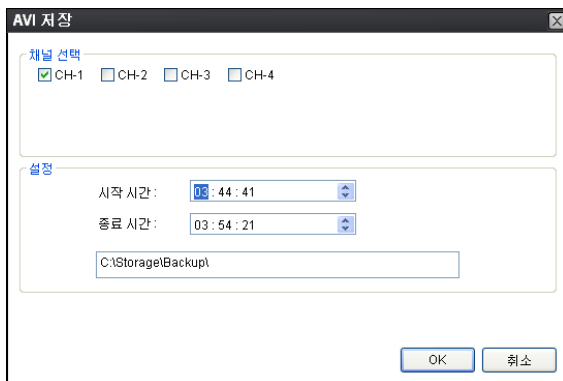 AVI 저장
채널 선택
CH-1 CH-2 CH-3 CH-4
설정
시작 시간 : 03 : 44 : 41
종료 시간 : 03 : 54 : 21
C:\Storage\Backup\
OK 취소